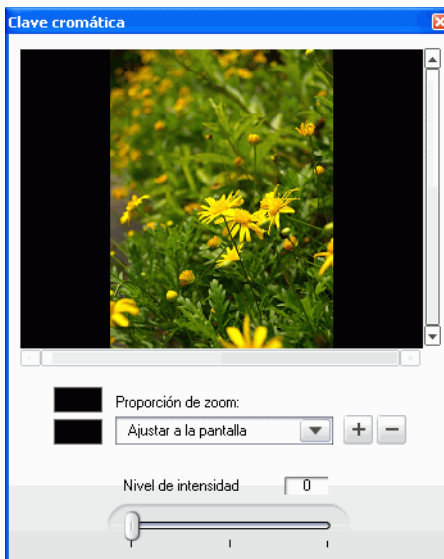 Clave cromática
Proporción de zoom:
Ajustar a la pantalla
Nivel de intensidad 0